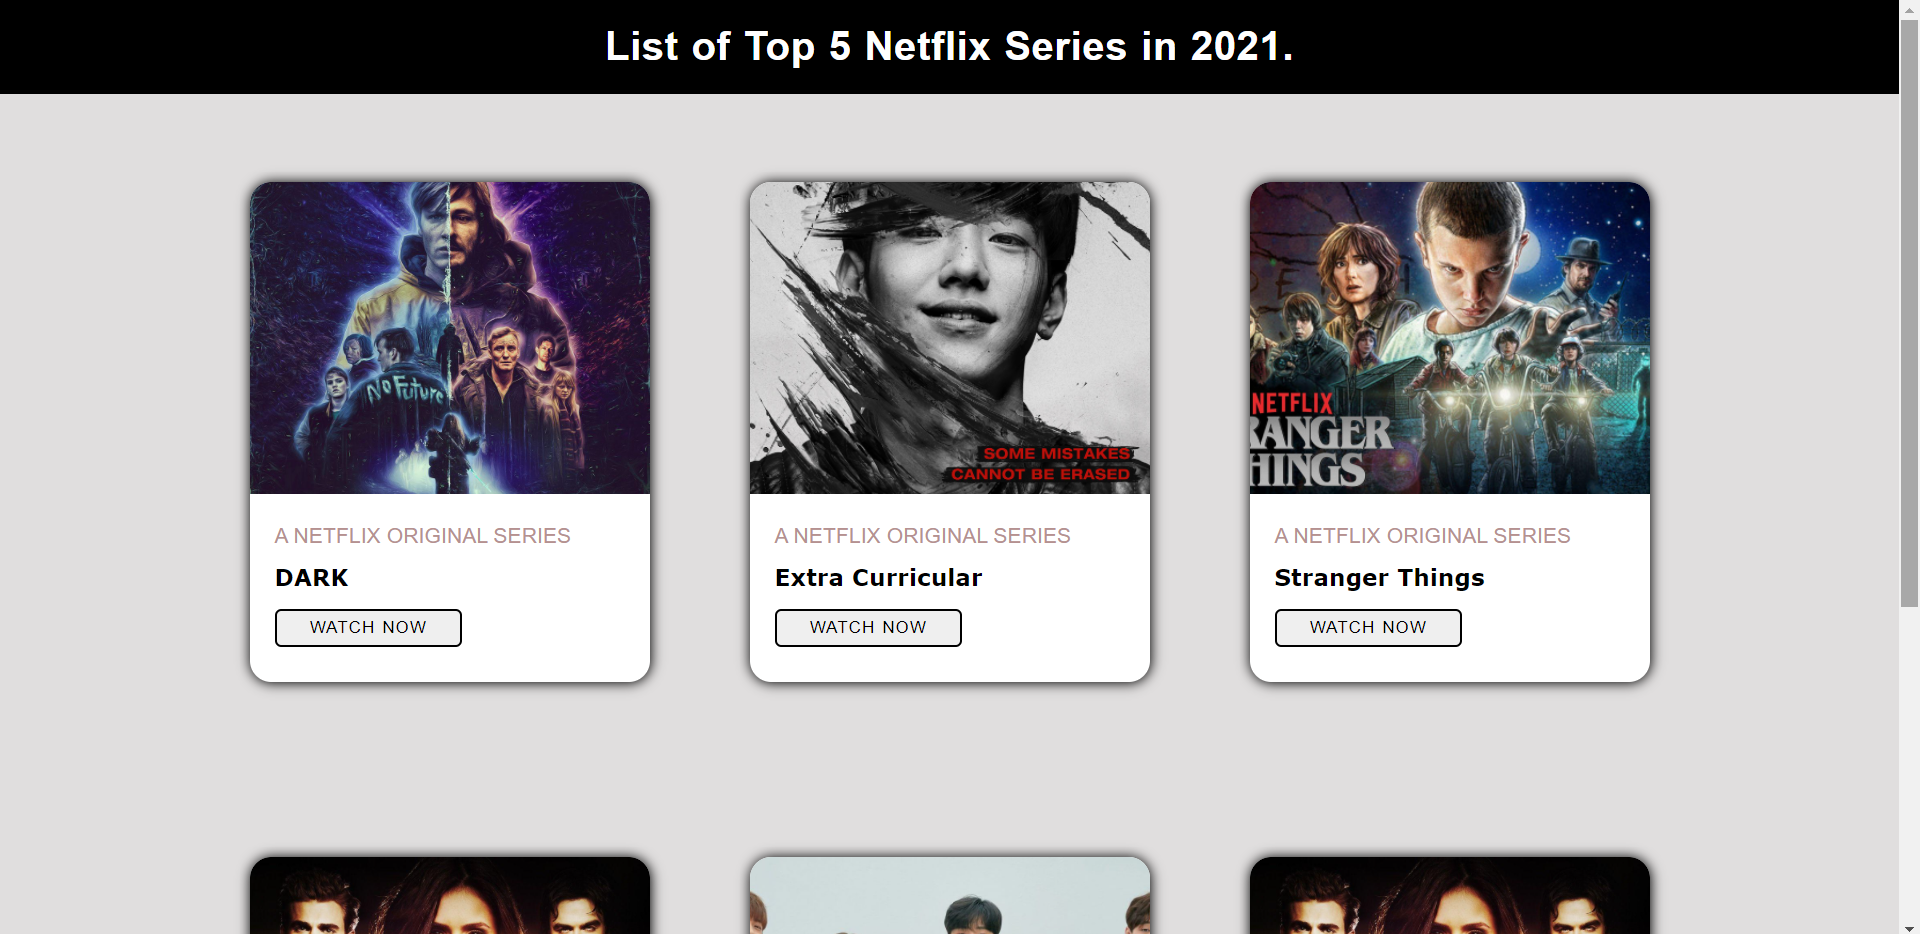 List of Top 5 Netflix Series in 2021.
No Future
SOME MISTAKES
CANNOT BE ERASED
NETFLIX
RANGER
HINGS
A NETFLIX ORIGINAL SERIES
DARK
WATCH NOW
A NETFLIX ORIGINAL SERIES
Extra Curricular
WATCH NOW
A NETFLIX ORIGINAL SERIES
Stranger Things
WATCH NOW